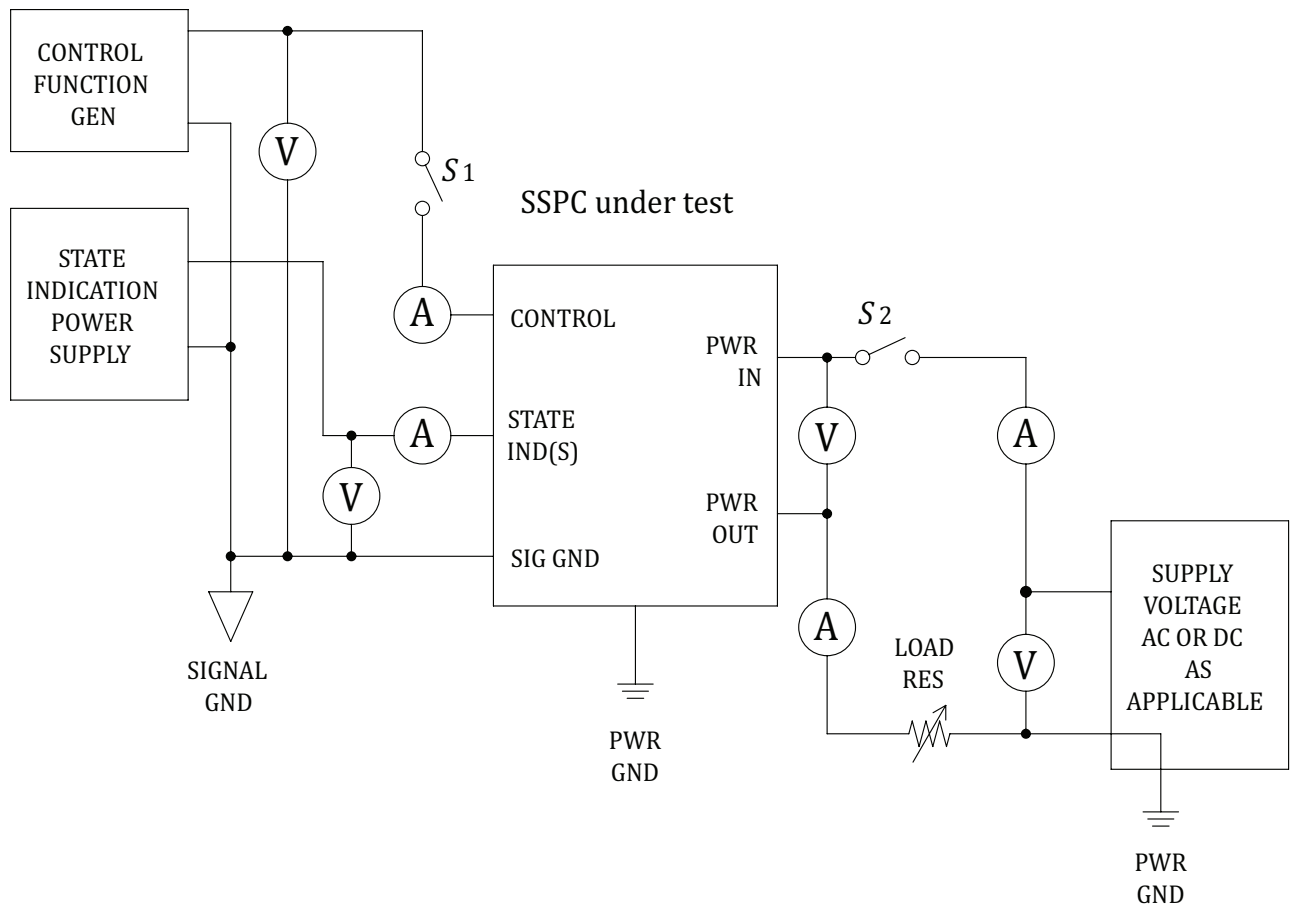 CONTROL
FUNCTION
GEN
V
S1
SSPC under test
STATE
INDICATION
POWER
SUPPLY
A
CONTROL
S2
PWR
IN
STATE
IND(S)
A
V
V
A
PWR
OUT
SIG GND
SUPPLY
VOLTAGE
AC OR DC
AS
APPLICABLE
A
V
LOAD
RES
SIGNAL
GND
PWR
GND
PWR
GND